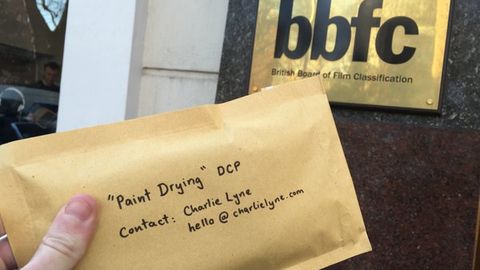 bbfc
British Board of Film Classification
"Paint Drying" DCP
Contact: Charlie Lyne
hello@charlielyne.com